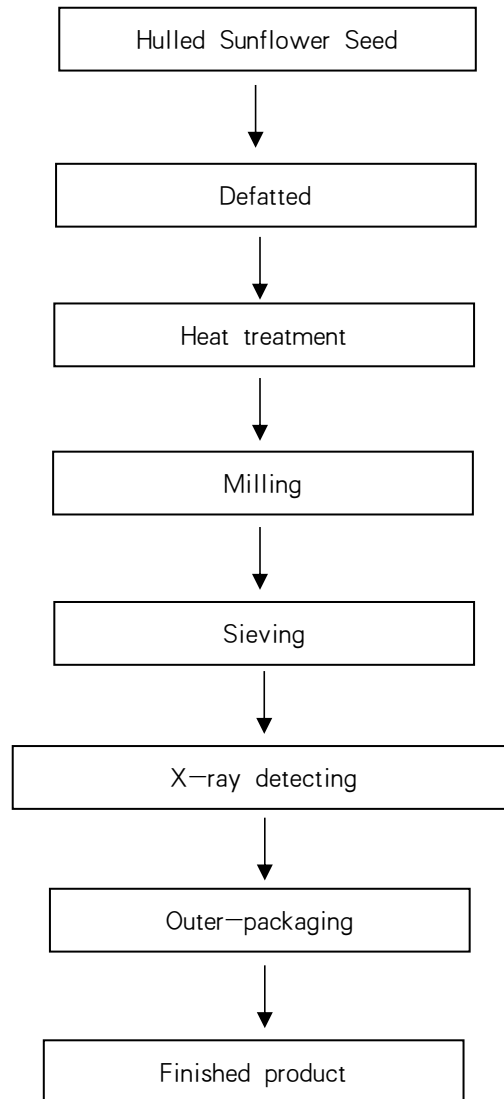 Hulled Sunflower Seed
Defatted
Heat treatment
Milling
Sieving
X-ray detecting
Outer-packaging
Finished product